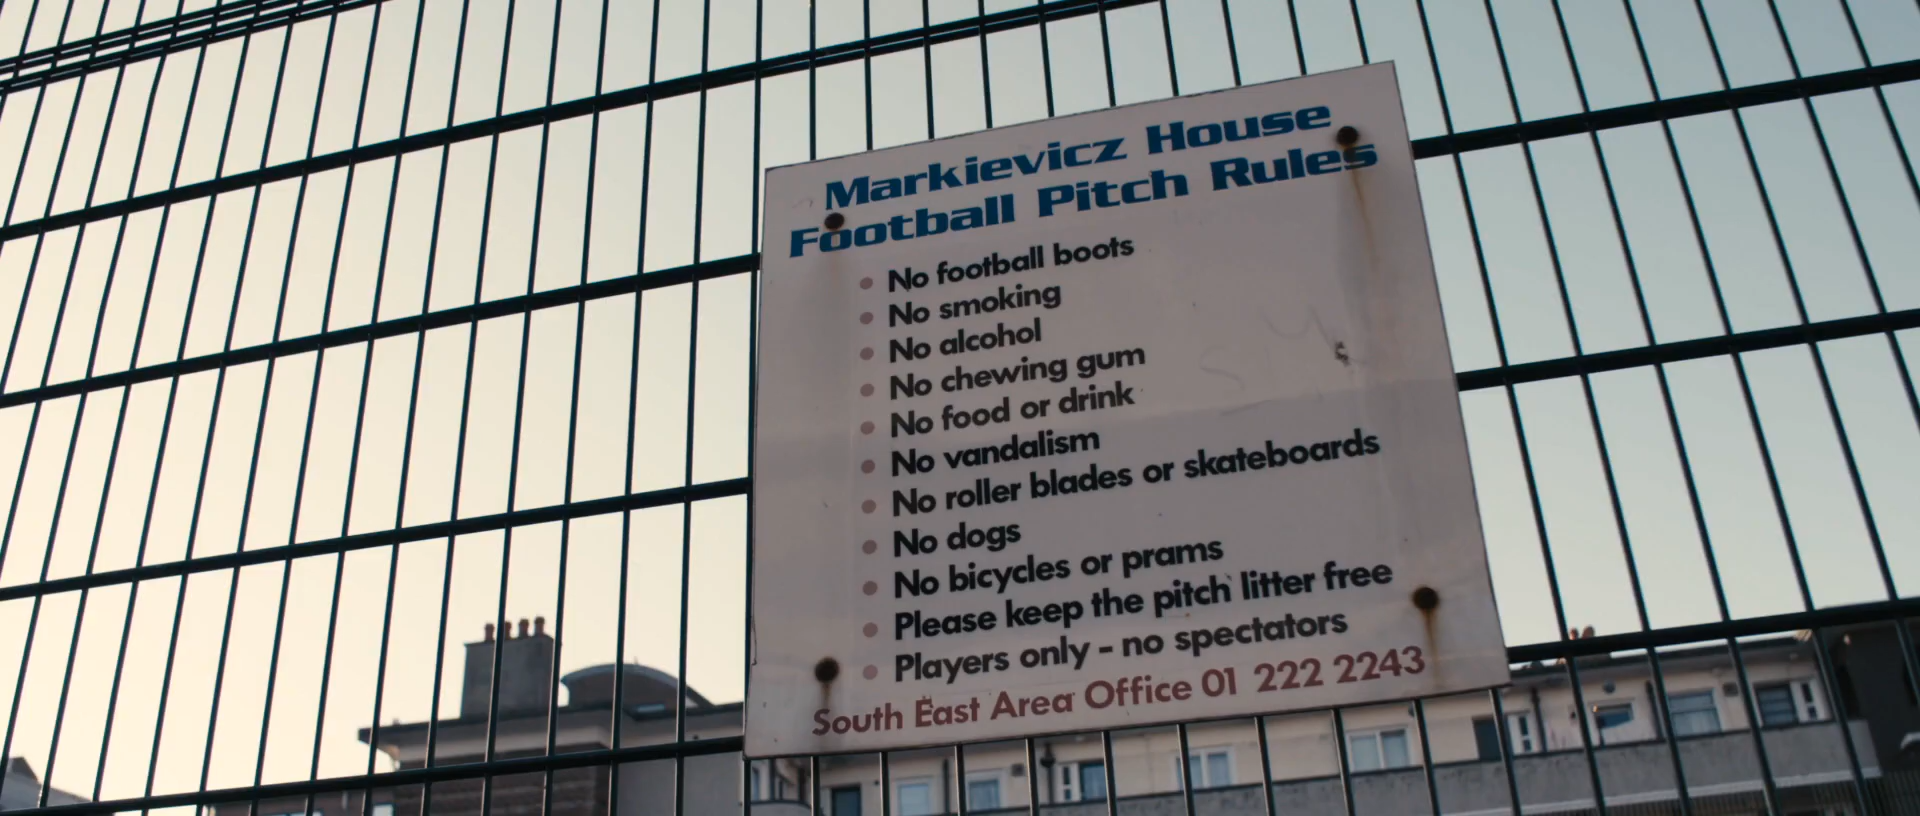 Markievicz House
Football Pitch Rules
• No football boots
• No smoking
• No alcohol
• No chewing gum
• No food or drink
• No vandalism
• No roller blades or skateboards
• No dogs
• No bicycles or prams
• Please keep the pitch litter free
• Players only - no spectators
South East Area Office 01 222 2243